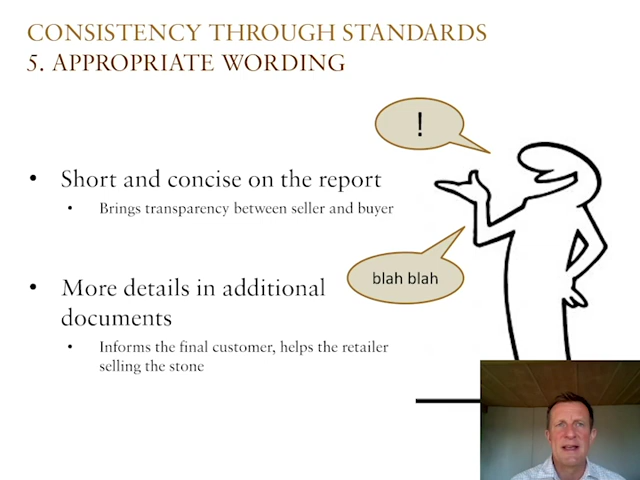 CONSISTENCY THROUGH STANDARDS
5. APPROPRIATE WORDING
!
• Short and concise on the report
• Brings transparency between seller and buyer
blah blah
• More details in additional
documents
• Informs the final customer, helps the retailer
selling the stone